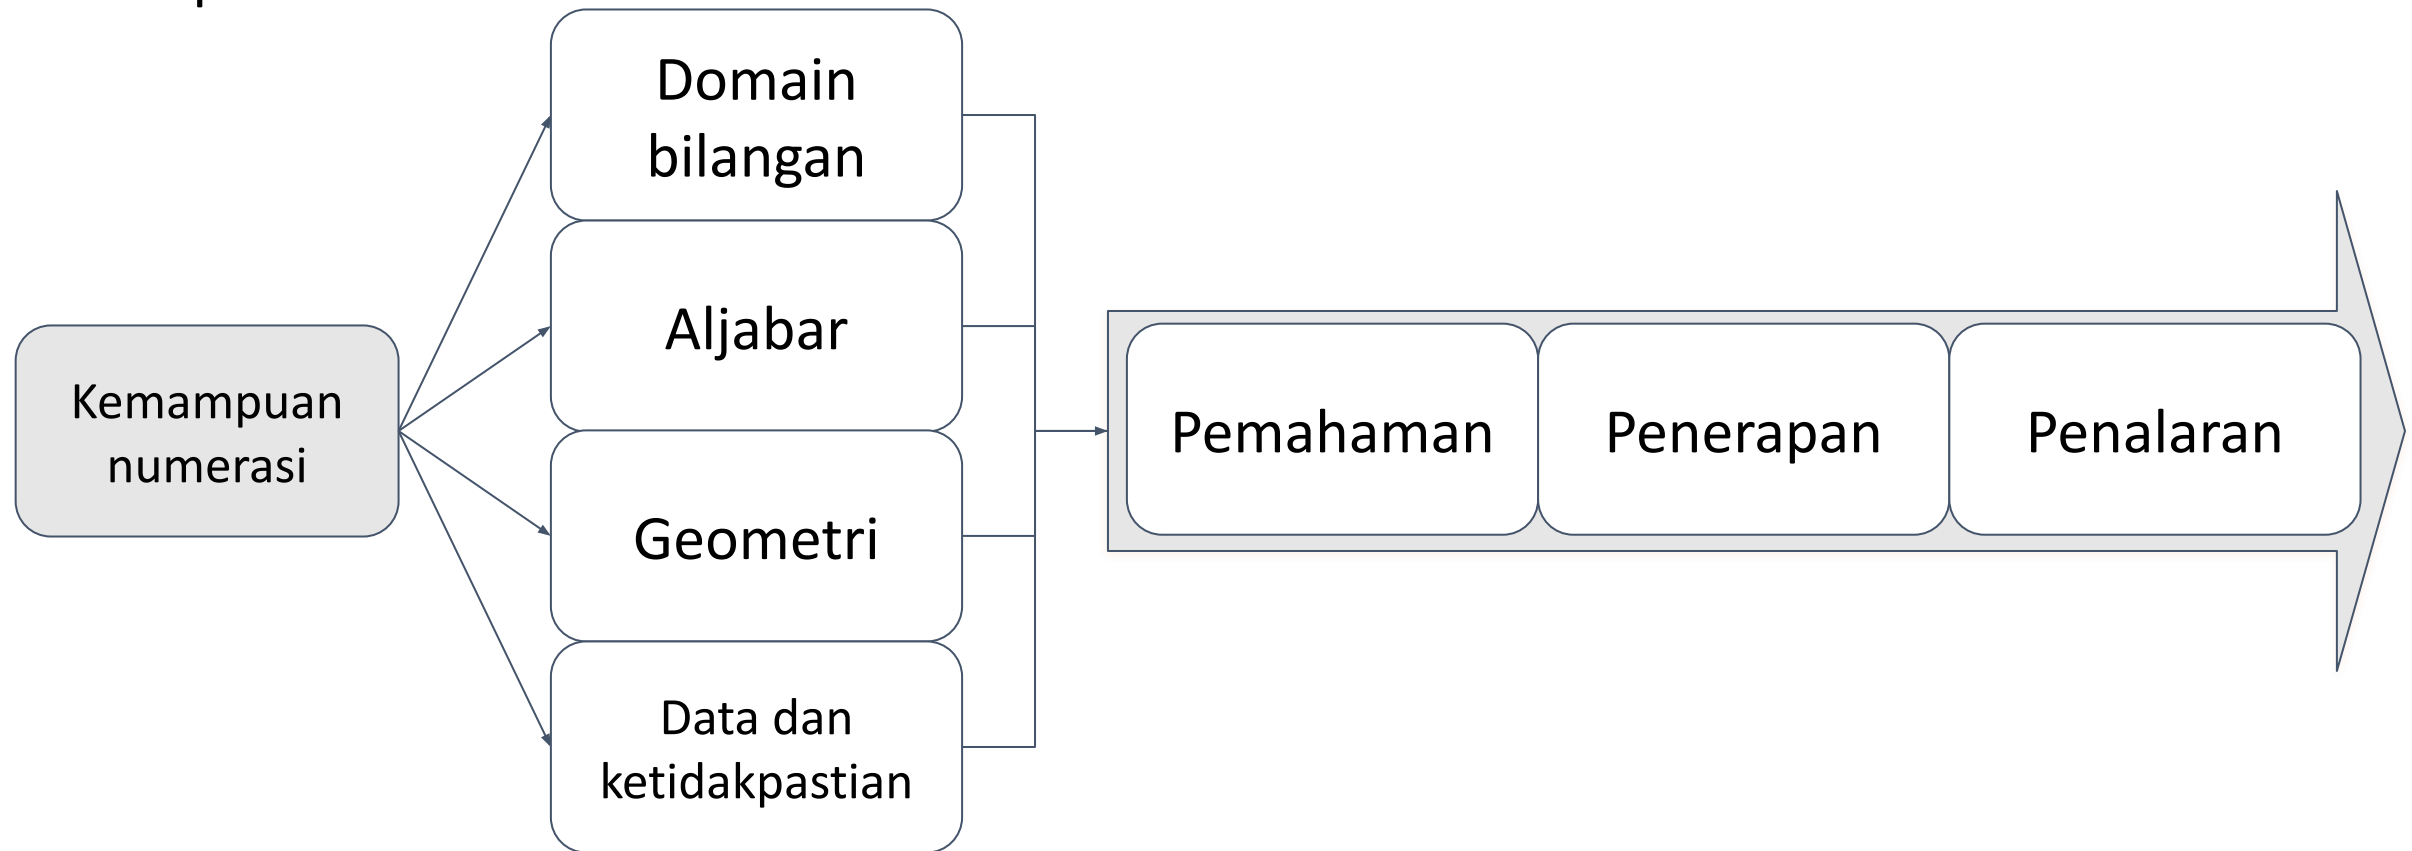 Domain
bilangan
Aljabar
Kemampuan
numerasi
Pemahaman
Penerapan
Penalaran
Geometri
Data dan
ketidakpastian